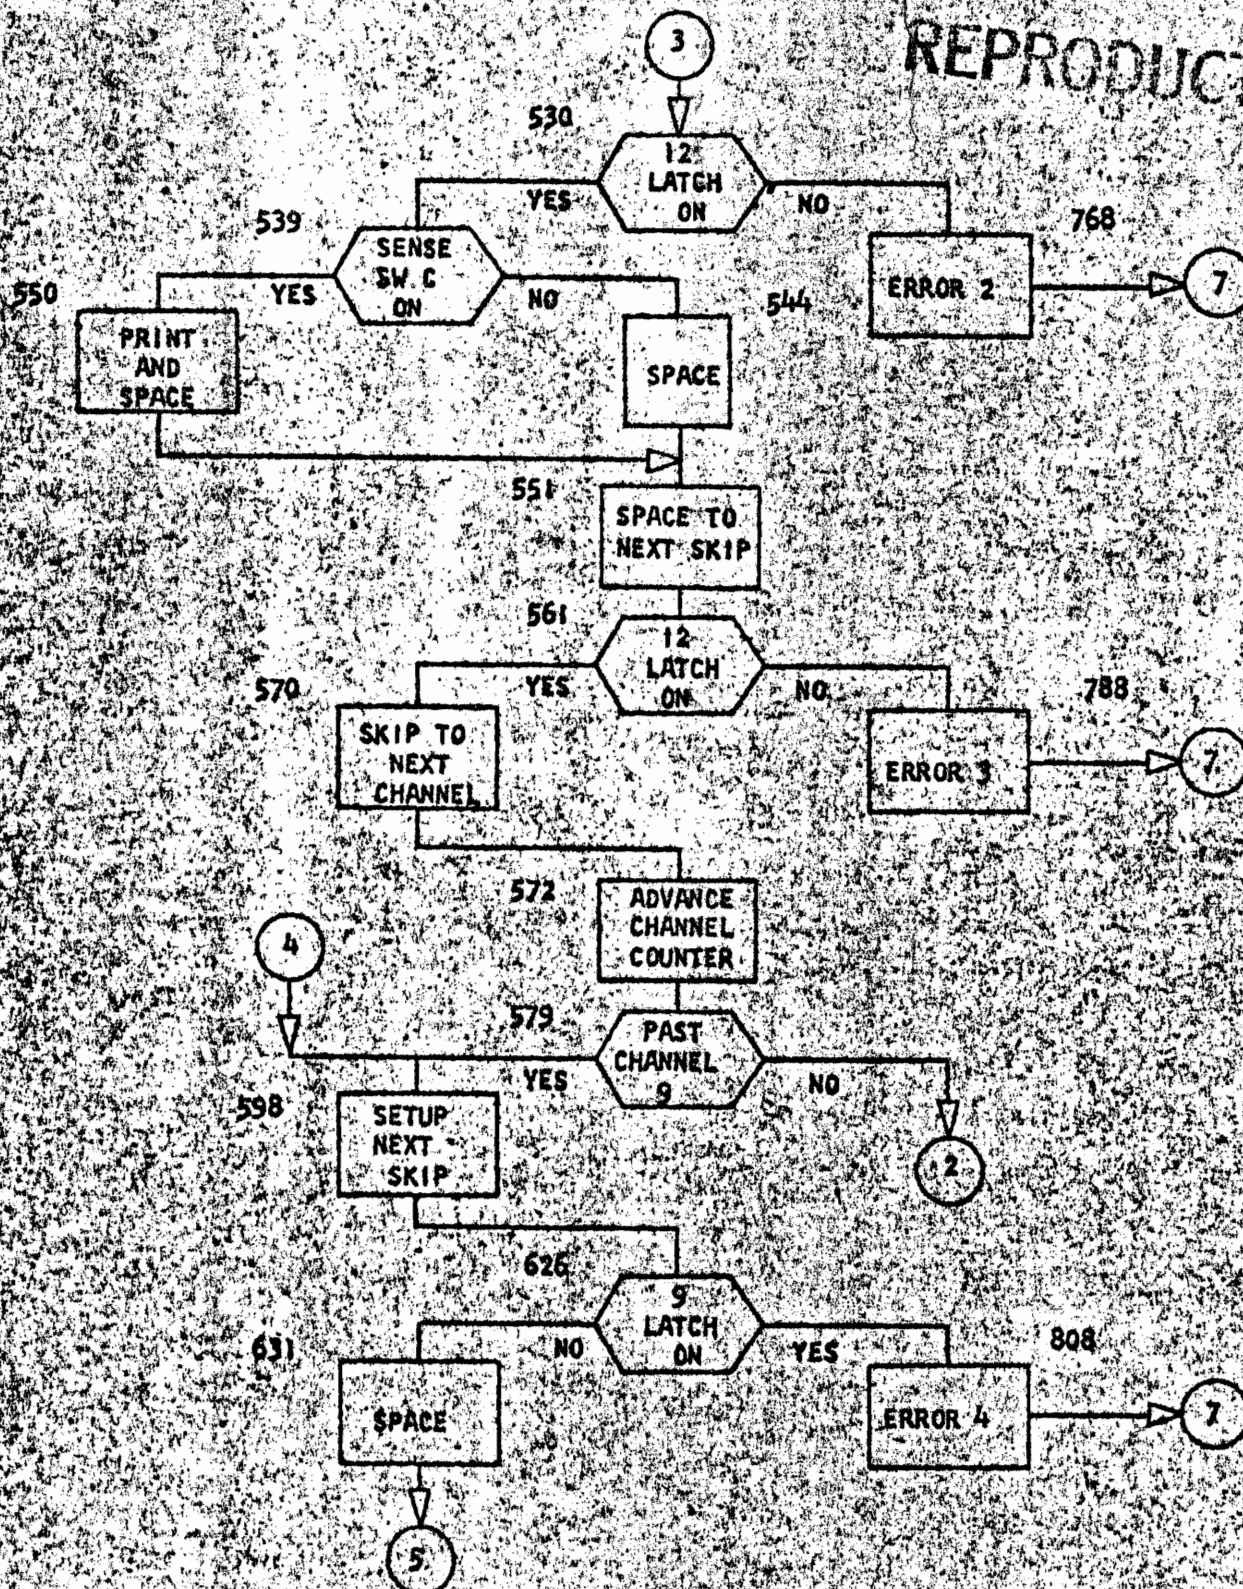 REPRODUCT
3
530
12
LATCH
ON
YES
NO
539
SENSE
SW. C
ON
YES
NO
768
ERROR 2
7
550
PRINT
AND
SPACE
544
SPACE
551
SPACE TO
NEXT SKIP
561
12
LATCH
ON
YES
NO
570
SKIP TO
NEXT
CHANNEL
788
ERROR 3
7
572
ADVANCE
CHANNEL
COUNTER
4
579
PAST
CHANNEL
9
YES
NO
598
SETUP
NEXT
SKIP
2
626
9
LATCH
ON
NO
YES
631
SPACE
808
ERROR 4
7
5